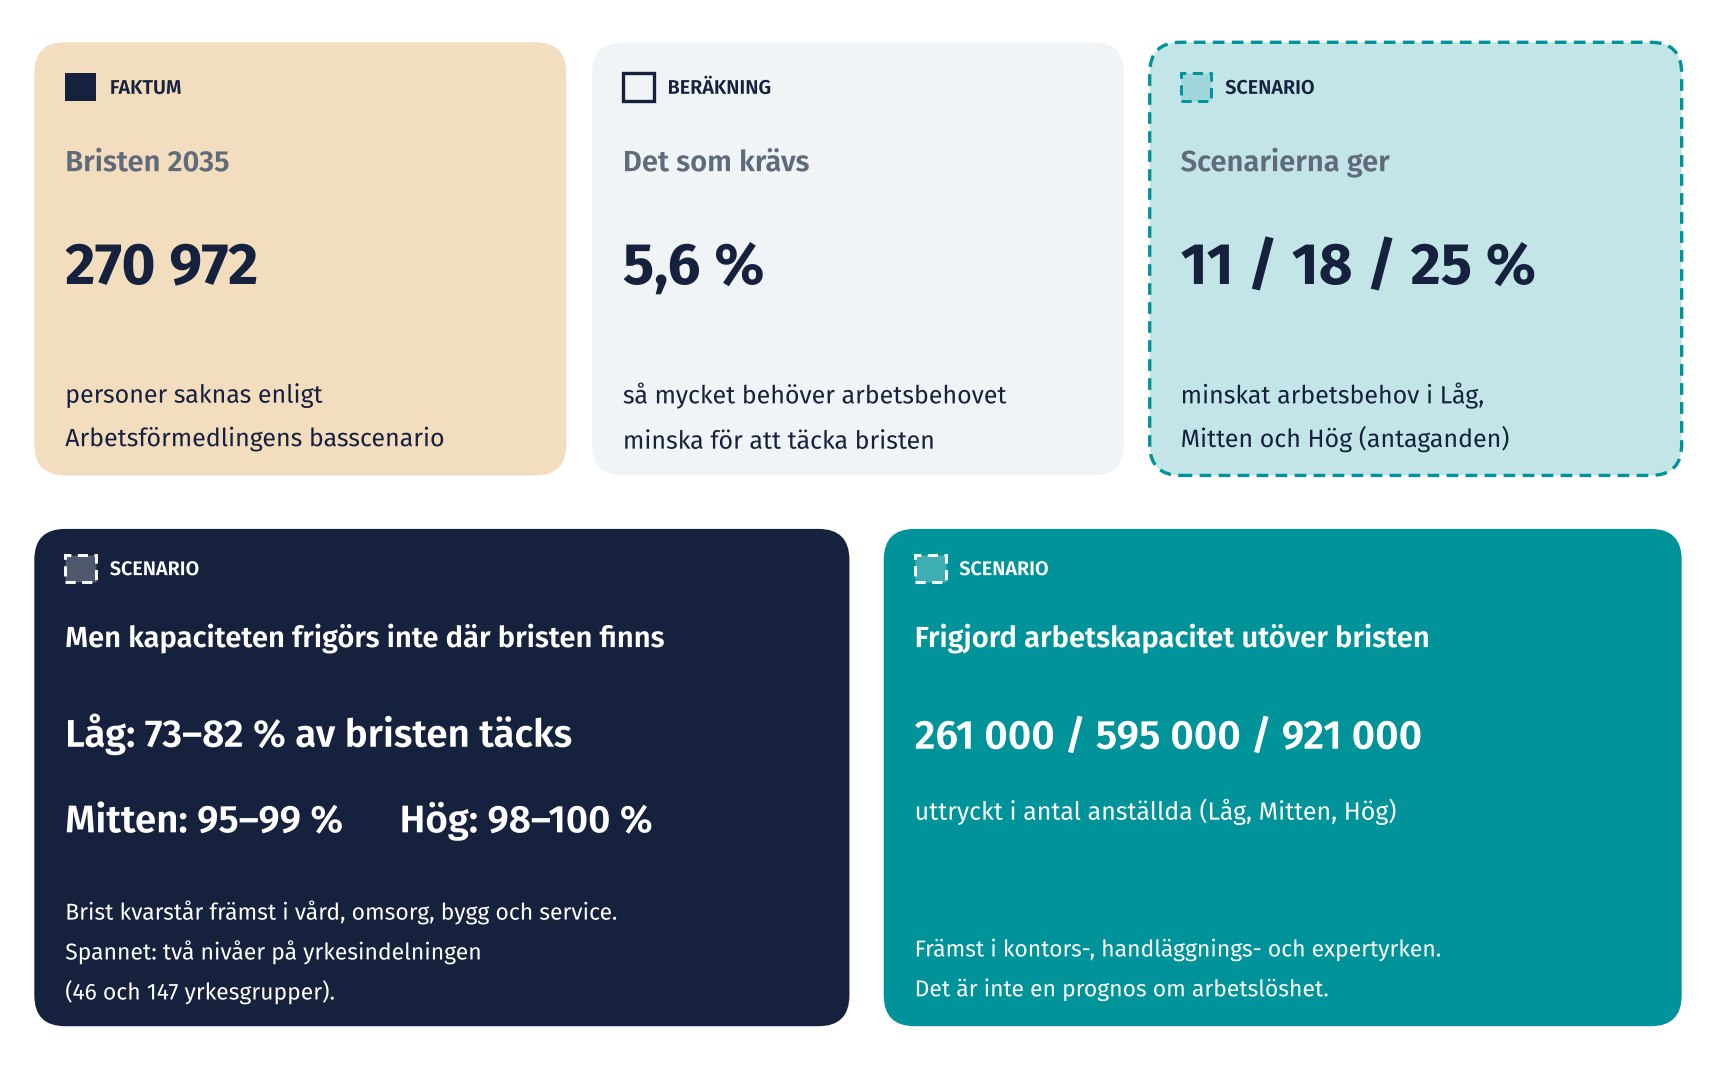 FAKTUM
Bristen 2035
270 972
personer saknas enligt
Arbetsförmedlingens basscenario
BERÄKNING
Det som krävs
5,6 %
så mycket behöver arbetsbehovet
minska för att täcka bristen
SCENARIO
Scenarierna ger
11 / 18 / 25 %
minskat arbetsbehov i Låg,
Mitten och Hög (antaganden)
SCENARIO
Men kapaciteten frigörs inte där bristen finns
Låg: 73–82 % av bristen täcks
Mitten: 95–99 % Hög: 98–100 %
Brist kvarstår främst i vård, omsorg, bygg och service.
Spannet: två nivåer på yrkesindelningen
(46 och 147 yrkesgrupper).
SCENARIO
Frigjord arbetskapacitet utöver bristen
261 000 / 595 000 / 921 000
uttryckt i antal anställda (Låg, Mitten, Hög)
Främst i kontors-, handläggnings- och expertyrken.
Det är inte en prognos om arbetslöshet.